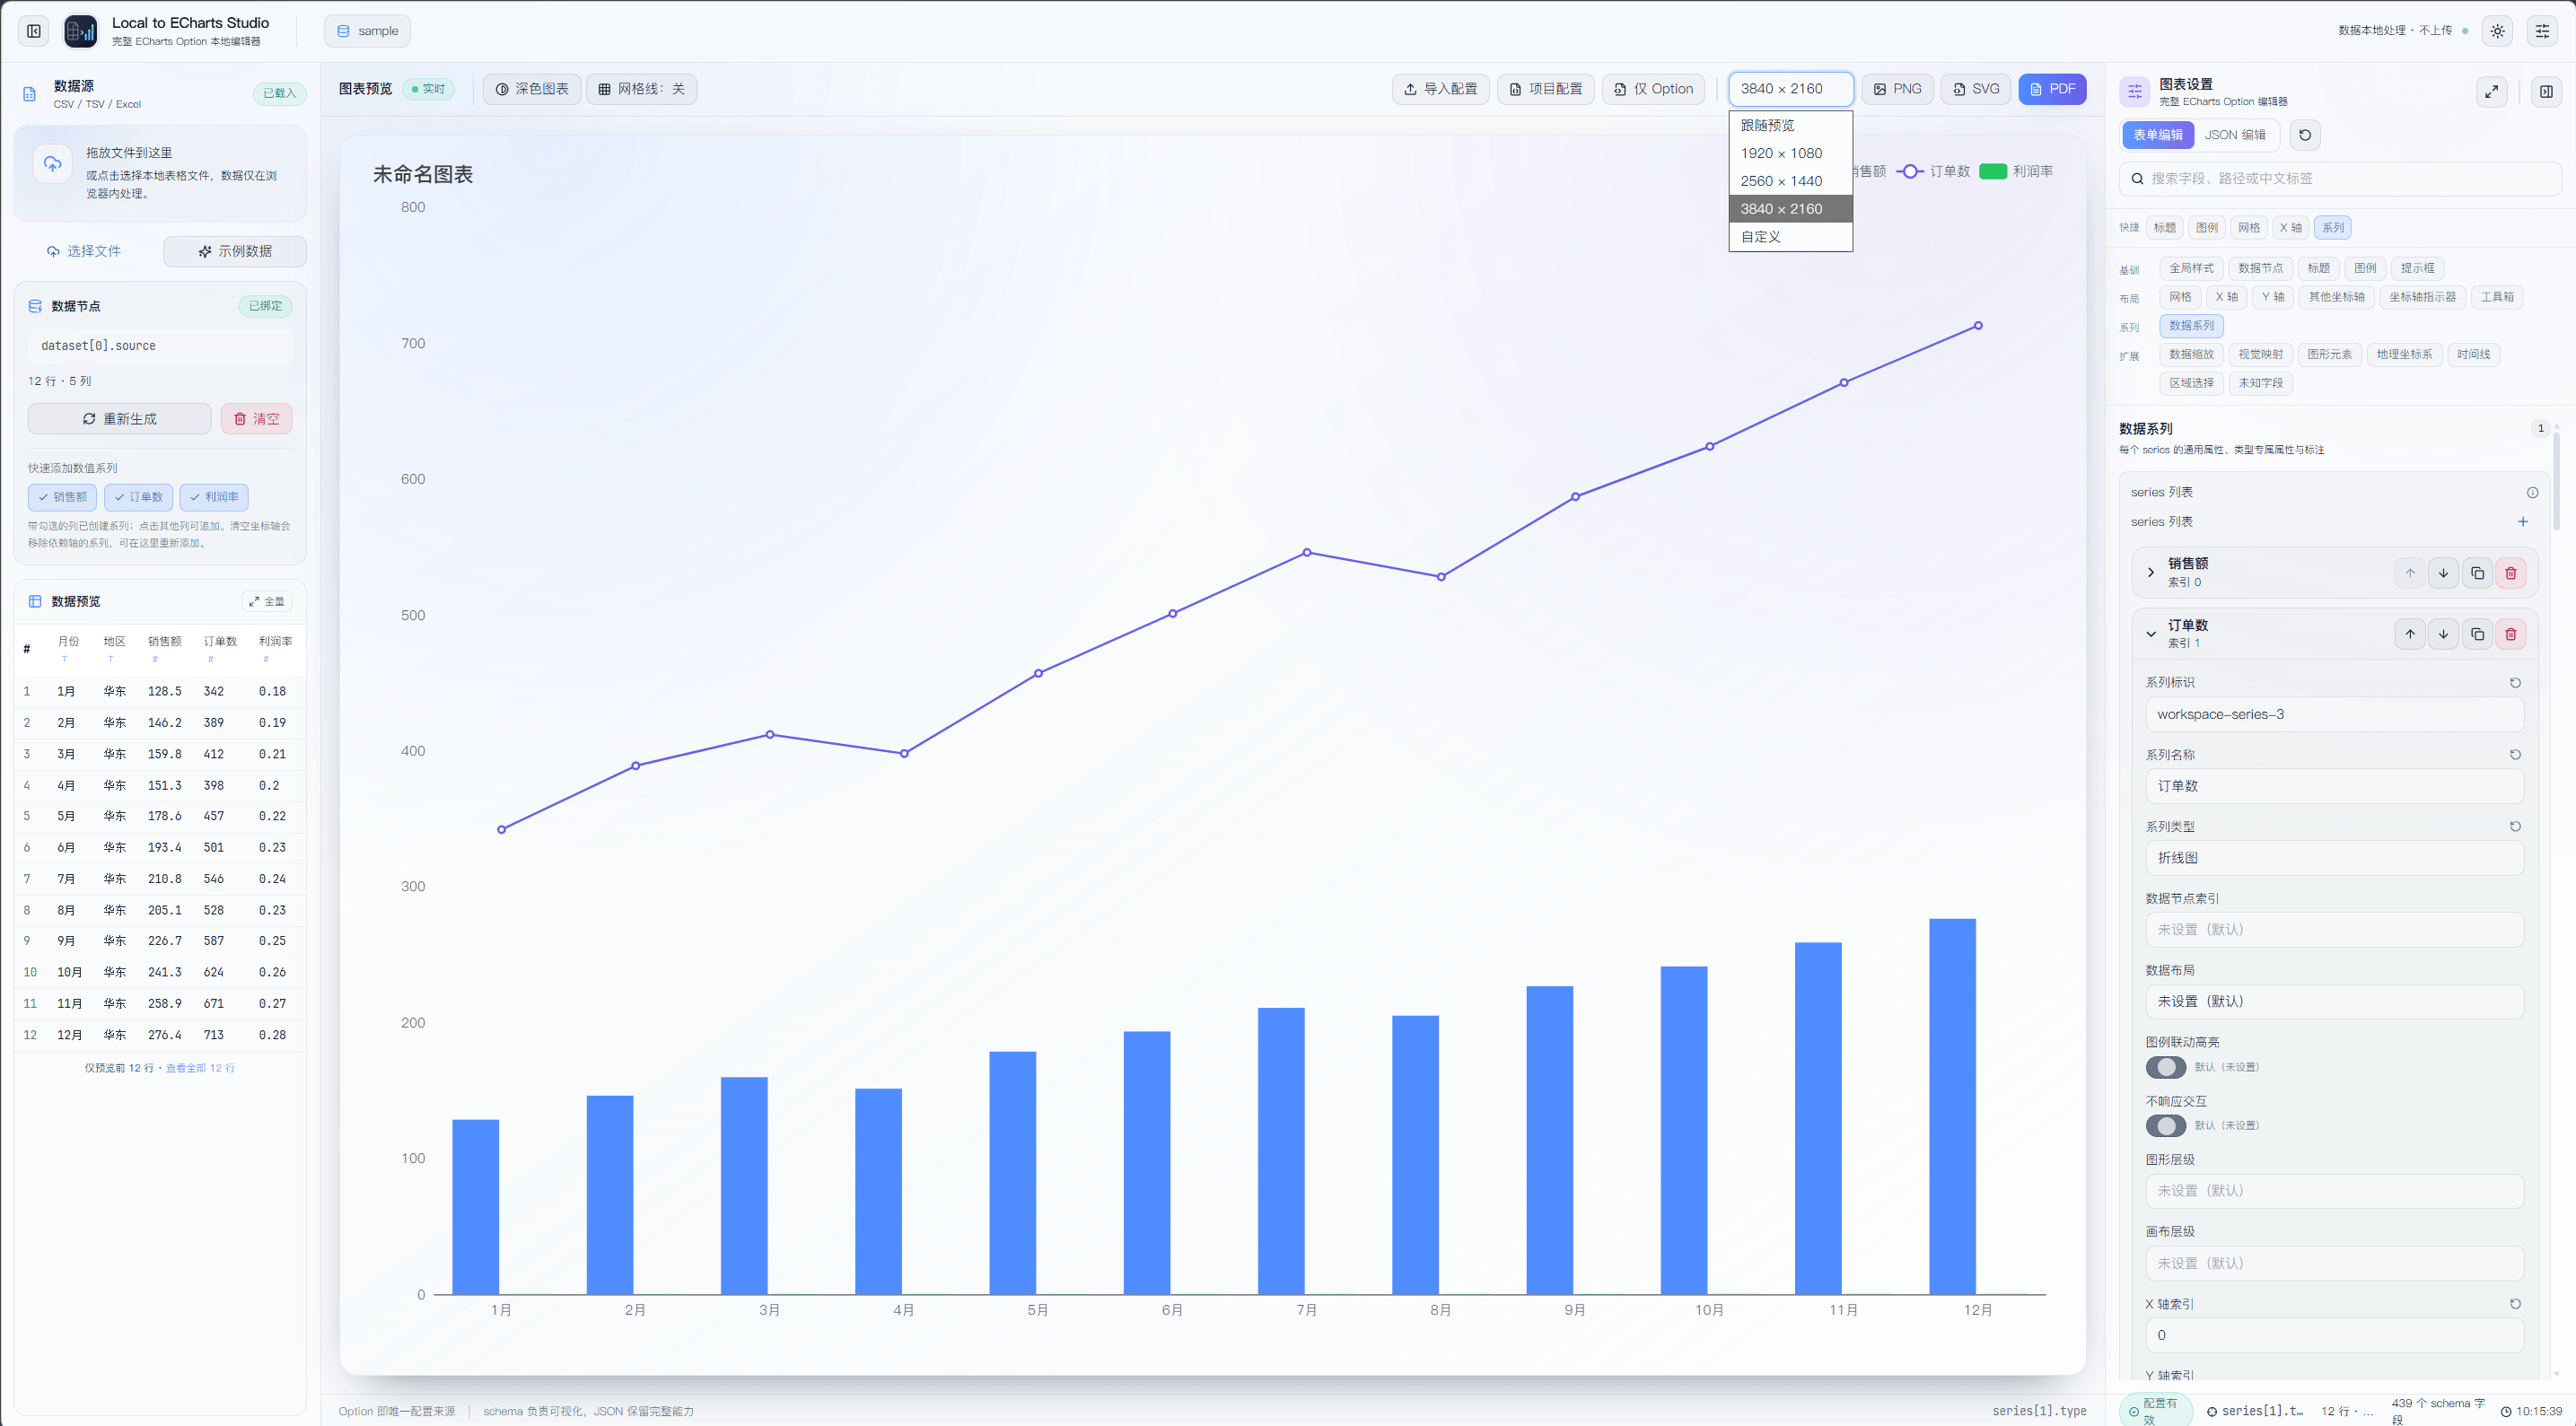 Local to ECharts Studio
完整 ECharts Option 本地编辑器
sample
数据本地处理 · 不上传
数据源
CSV / TSV / Excel
已载入
拖放文件到这里
或点击选择本地表格文件，数据仅在浏
览器内处理。
选择文件
示例数据
数据节点
已绑定
dataset[0].source
12 行 · 5 列
重新生成
清空
快速添加数值系列
销售额
订单数
利润率
带勾选的列已创建系列；点击其他列可追加。清空坐标轴会
移除依赖轴的系列，可在这里重新添加。
数据预览
全量
# 月份 地区 销售额 订单数 利润率
T T # # #
1 1月 华东 128.5 342 0.18
2 2月 华东 146.2 389 0.19
3 3月 华东 159.8 412 0.21
4 4月 华东 151.3 398 0.2
5 5月 华东 178.6 457 0.22
6 6月 华东 193.4 501 0.23
7 7月 华东 210.8 546 0.24
8 8月 华东 205.1 528 0.23
9 9月 华东 226.7 587 0.25
10 10月 华东 241.3 624 0.26
11 11月 华东 258.9 671 0.27
12 12月 华东 276.4 713 0.28
仅预览前 12 行 · 查看全部 12 行
图表预览
实时
深色图表
网格线：关
导入配置
项目配置
仅 Option
3840 × 2160
PNG
SVG
PDF
跟随预览
1920 × 1080
2560 × 1440
3840 × 2160
自定义
未命名图表
售额
订单数
利润率
800
700
600
500
400
300
200
100
0
1月 2月 3月 4月 5月 6月 7月 8月 9月 10月 11月 12月
Option 即唯一配置来源
schema 负责可视化，JSON 保留完整能力
series[1].type
图表设置
完整 ECharts Option 编辑器
表单编辑
JSON 编辑
搜索字段、路径或中文标签
快捷 标题 图例 网格 X 轴 系列
基础 全局样式 数据节点 标题 图例 提示框
布局 网格 X 轴 Y 轴 其他坐标轴 坐标轴指示器 工具箱
系列 数据系列
扩展 数据缩放 视觉映射 图形元素 地理坐标系 时间线
区域选择 未知字段
数据系列
1
每个 series 的通用属性、类型专属属性与标注
series 列表
series 列表
销售额
索引 0
订单数
索引 1
系列标识
workspace-series-3
系列名称
订单数
系列类型
折线图
数据节点索引
未设置（默认）
数据布局
未设置（默认）
图例联动高亮
默认（未设置）
不响应交互
默认（未设置）
图形层级
未设置（默认）
画布层级
未设置（默认）
X 轴索引
0
Y 轴索引
配置有
效
series[1].t…
12 行 · …
439 个 schema 字
段
10:15:39